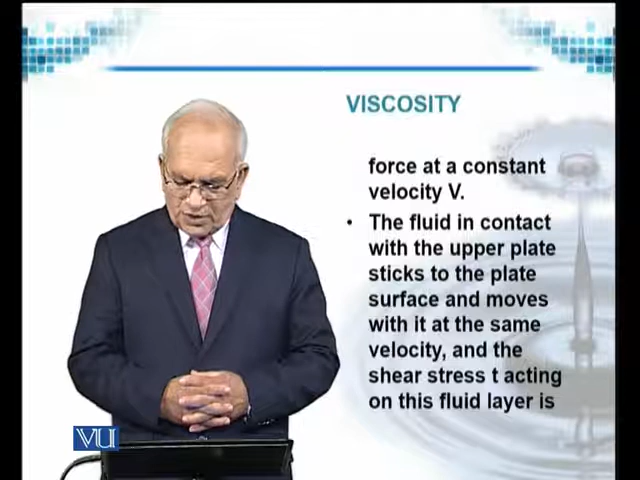 VISCOSITY
force at a constant
velocity V.
• The fluid in contact
with the upper plate
sticks to the plate
surface and moves
with it at the same
velocity, and the
shear stress t acting
on this fluid layer is
VU